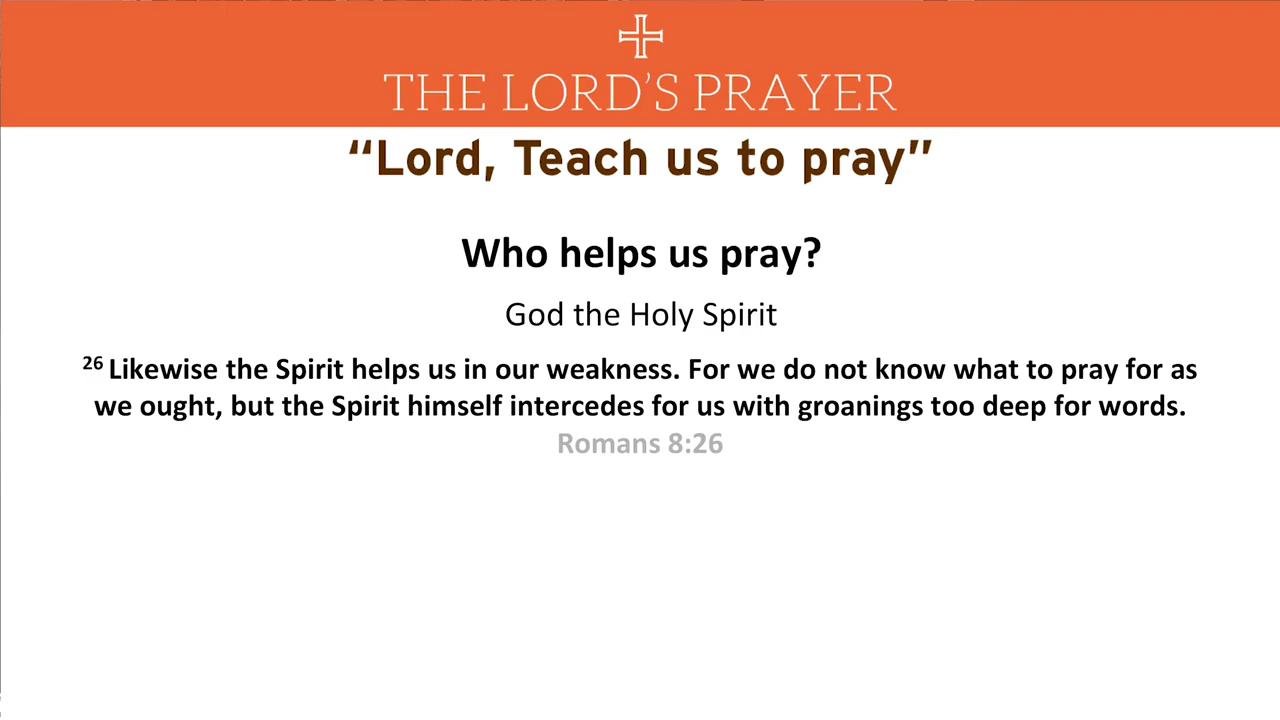 THE LORD’S PRAYER
“Lord, Teach us to pray”
Who helps us pray?
God the Holy Spirit
26 Likewise the Spirit helps us in our weakness. For we do not know what to pray for as
we ought, but the Spirit himself intercedes for us with groanings too deep for words.
Romans 8:26